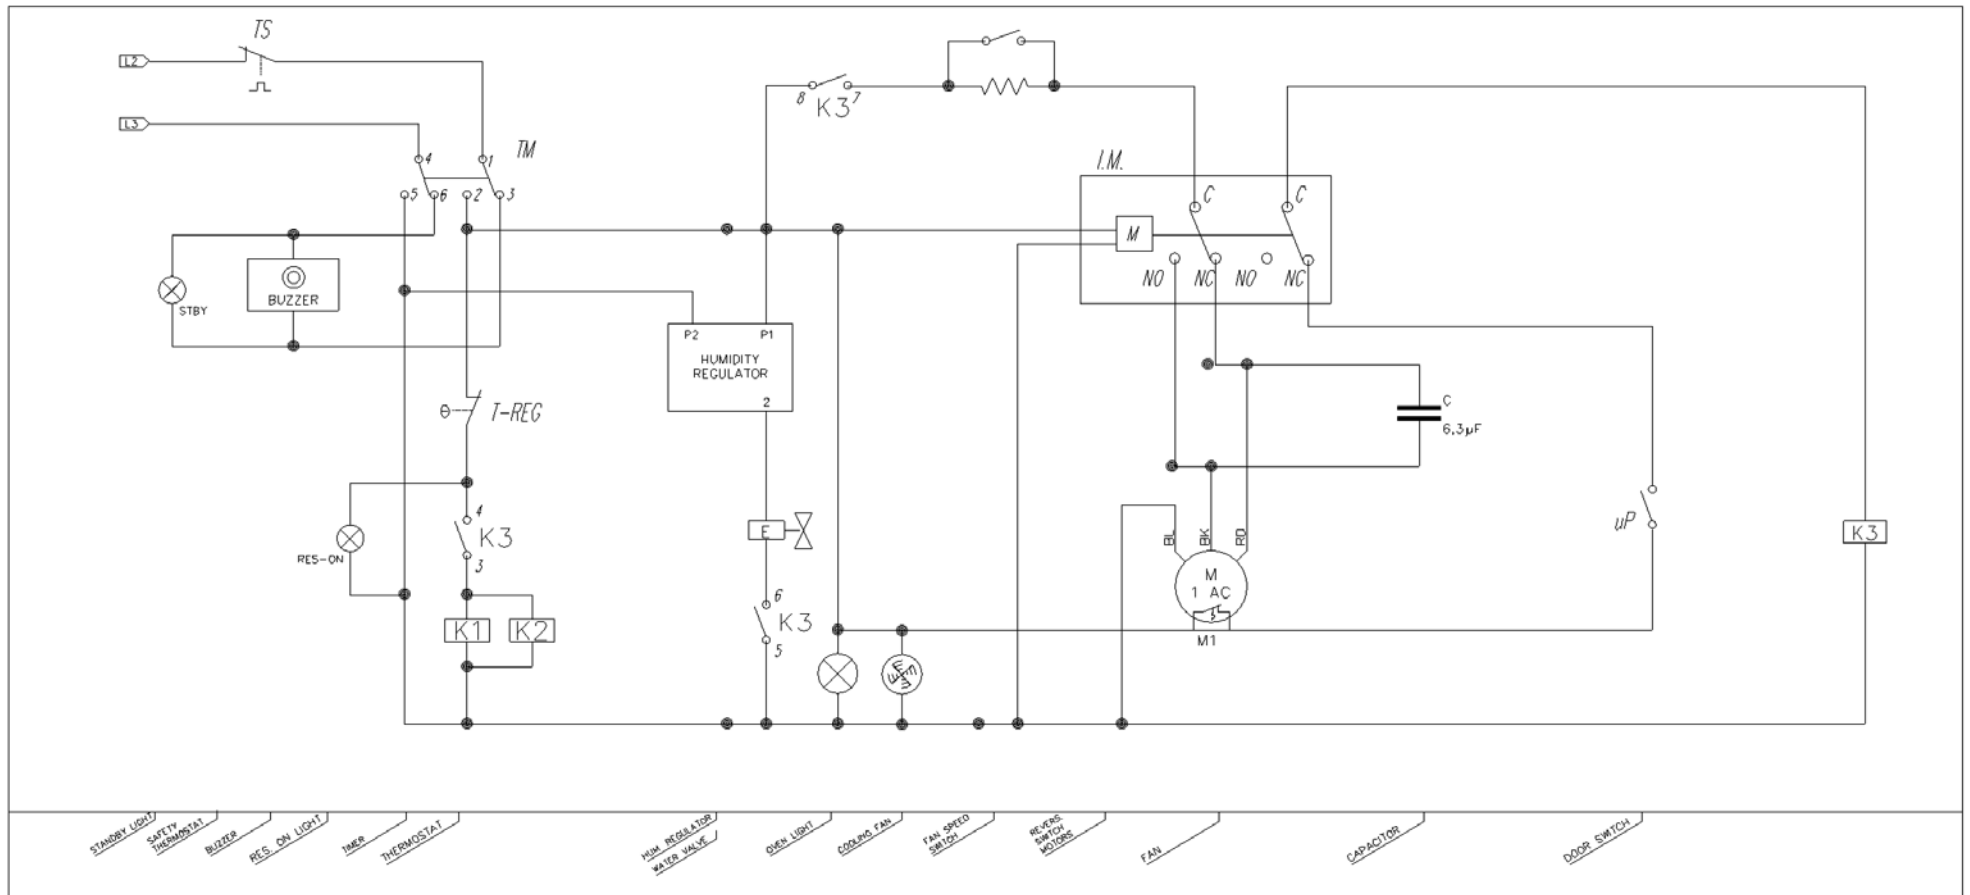 TS
L2
L3
4
1
TM
5
6
2
3
STBY
BUZZER
8
K3
7
I.M.
C
C
M
NO
NC
NO
NC
P2
P1
HUMIDITY
REGULATOR
2
θ
T-REG
C
6.3µF
4
K3
3
RES-ON
E
K1
K2
6
K3
5
BL
BK
RD
M
1 AC
M1
µP
K3
STANDBY LIGHT
SAFETY
THERMOSTAT
BUZZER
RES. ON LIGHT
TIMER
THERMOSTAT
HUM. REGULATOR
WATER VALVE
OVEN LIGHT
COOLING FAN
FAN SPEED
SWITCH
REVERS.
SWITCH
MOTORS
FAN
CAPACITOR
DOOR SWITCH